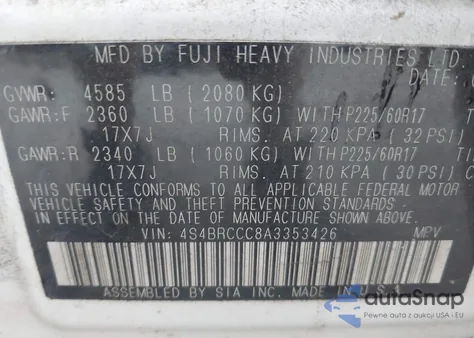 MFD BY FUJI HEAVY INDUSTRIES LTD.
DATE:
GVWR: 4585 LB ( 2080 KG)
GAWR:F 2360 LB ( 1070 KG) WITH P225/60R17 TI
17X7J RIMS. AT 220 KPA ( 32 PSI)
GAWR:R 2340 LB ( 1060 KG) WITH P225/60R17 TI
17X7J RIMS. AT 210 KPA ( 30 PSI) C
THIS VEHICLE CONFORMS TO ALL APPLICABLE FEDERAL MOTOR
VEHICLE SAFETY AND THEFT PREVENTION STANDARDS
IN EFFECT ON THE DATE OF MANUFACTURE SHOWN ABOVE.
VIN: 4S4BRCCC8A3353426 MPV
ASSEMBLED BY SIA INC. MADE IN U.S.A.
autoSnap
Pewne auta z aukcji USA i EU